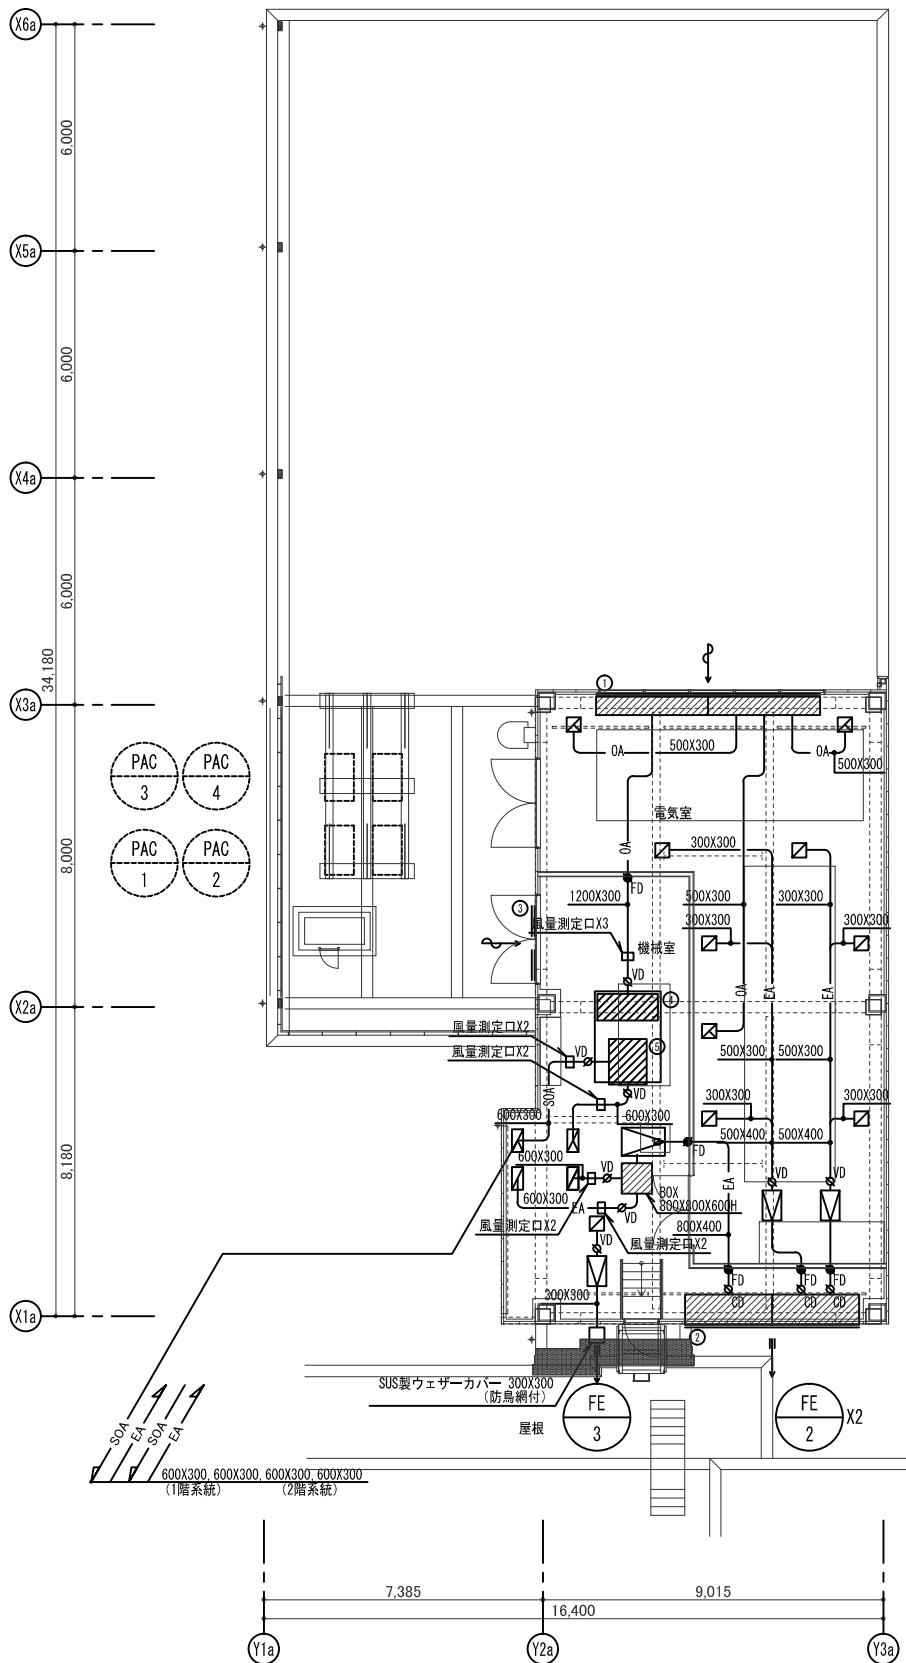 X6a
6,000
X5a
6,000
X4a
6,000
34,180
X3a
8,000
X2a
8,180
X1a
PAC
3
PAC
4
PAC
1
PAC
2
①
OA
500X300
OA
500X300
電気室
OA
300X300
FD
1200X300
500X300
300X300
③
風量測定口X3
300X300
300X300
機械室
VD
OA
EA
EA
④
風量測定口X2
VD
⑤
風量測定口X2
500X300
500X300
SOA
VD
300X300
300X300
600X300
600X300
FD
500X400
500X400
600X300
VD
EA
VD
VD
600X300
BOX
800X800X600H
EA
VD
800X400
風量測定口X2
VD
風量測定口X2
FD
FD
FD
300X300
CD
CD
CD
②
SUS製ウェザーカバー 300X300
(防鳥網付)
屋根
FE
3
FE
2
X2
SOA
EA
SOA
EA
600X300, 600X300, 600X300, 600X300
(1階系統)
(2階系統)
7,385
9,015
16,400
Y1a
Y2a
Y3a